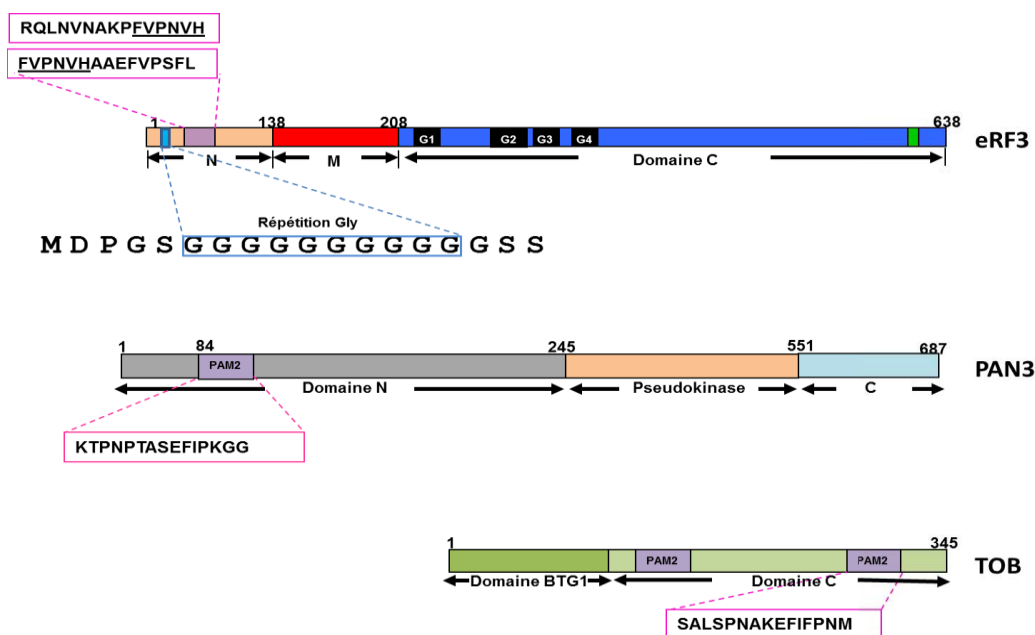 RQLNVNAKPFVPNVH
FVPNVHAAEFVPSFL
1 138 208 638
G1 G2 G3 G4
eRF3
N M Domaine C
Répétition Gly
M D P G S G G G G G G G G G G G S S
1 84 245 551 687
PAM2
PAN3
Domaine N Pseudokinase C
KTPNPTASEFIPKGG
1 345
PAM2 PAM2
TOB
Domaine BTG1 Domaine C
SALSPNAKEFIFPNM